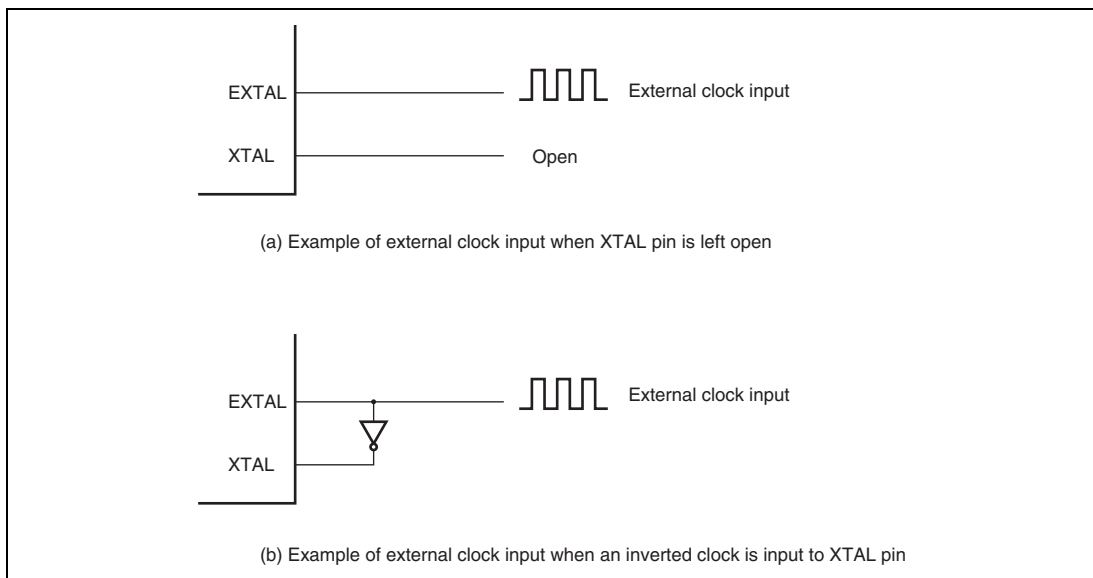 EXTAL
External clock input
XTAL
Open
(a) Example of external clock input when XTAL pin is left open
EXTAL
External clock input
XTAL
(b) Example of external clock input when an inverted clock is input to XTAL pin